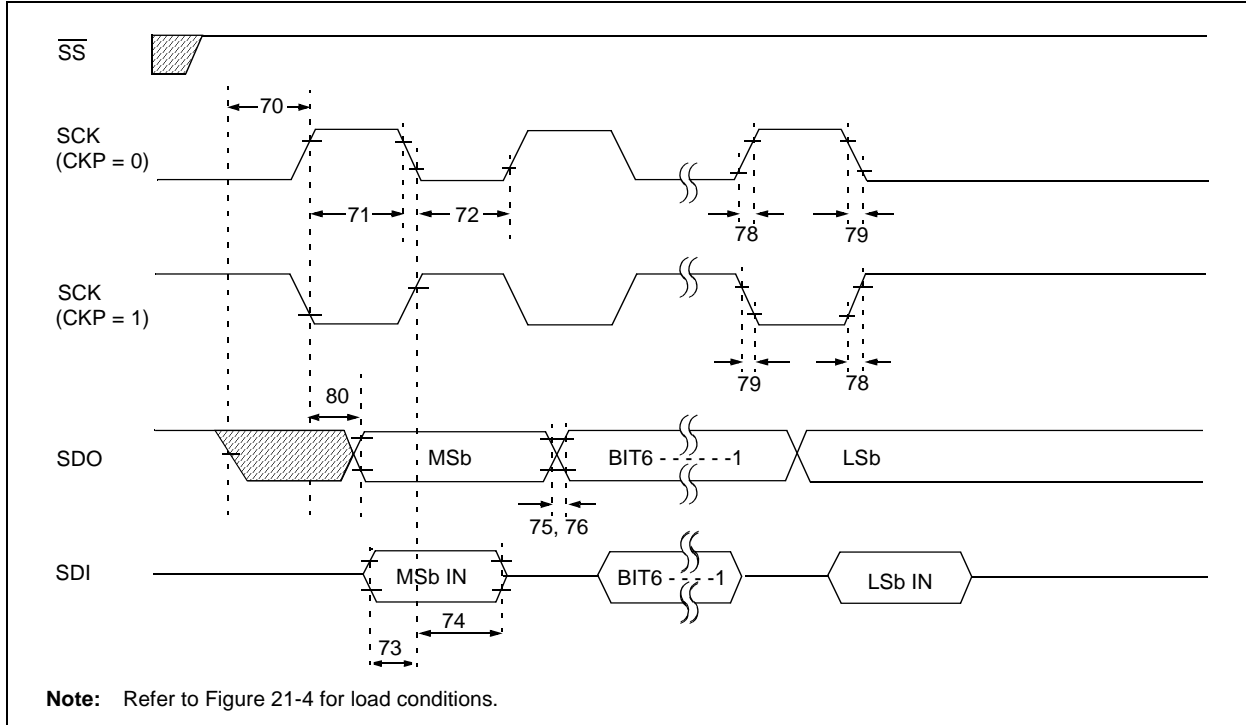 SS
70
SCK
(CKP = 0)
71
72
78
79
SCK
(CKP = 1)
79
78
80
SDO
MSb
BIT6 - - - - - -1
LSb
75, 76
SDI
MSb IN
BIT6 - - - - -1
LSb IN
74
73
Note: Refer to Figure 21-4 for load conditions.